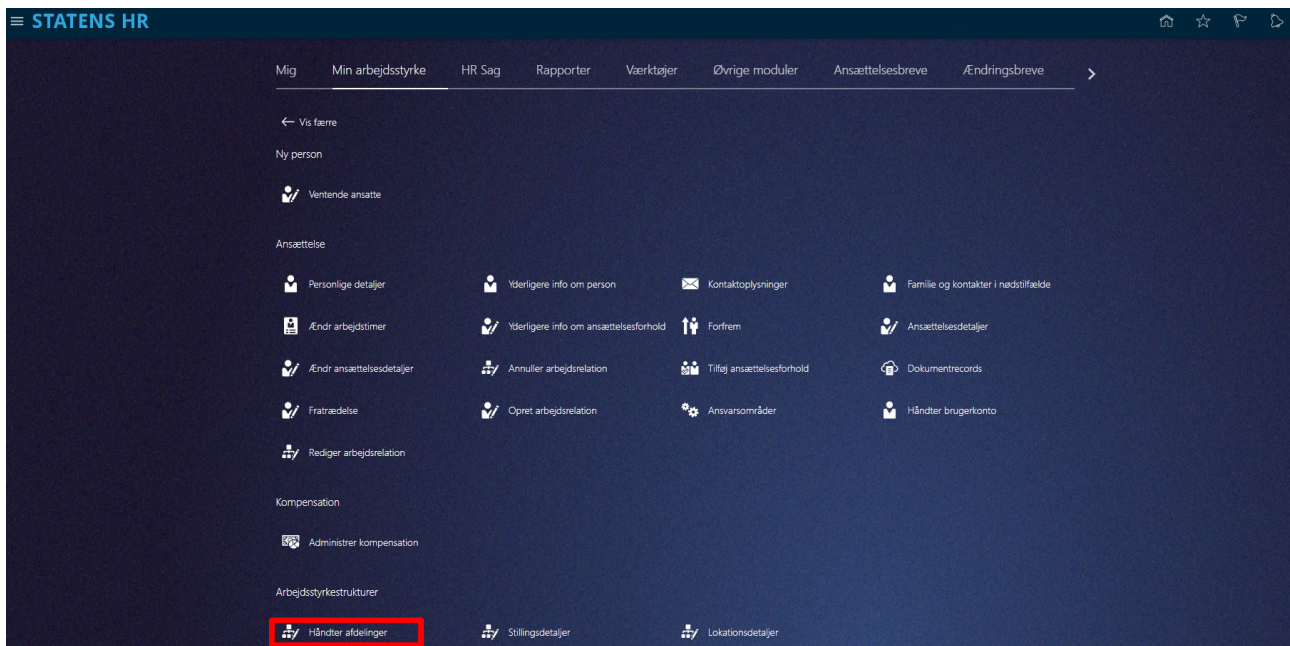 STATENS HR
Mig Min arbejdsstyrke HR Sag Rapporter Værktøjer Øvrige moduler Ansættelsesbreve Ændringsbreve
Vis færre
Ny person
Ventende ansatte
Ansættelse
Personlige detaljer Yderligere info om person Kontaktoplysninger Familie og kontakter i nødstilfælde
Ændr arbejdstimer Yderligere info om ansættelsesforhold Forfrem Ansættelsesdetaljer
Ændr ansættelsesdetaljer Annuller arbejdsrelation Tilføj ansættelsesforhold Dokumentrecords
Fratrædelse Opret arbejdsrelation Ansvarsområder Håndter brugerkonto
Rediger arbejdsrelation
Kompensation
Administrer kompensation
Arbejdsstyrkestrukturer
Håndter afdelinger Stillingsdetaljer Lokationsdetaljer